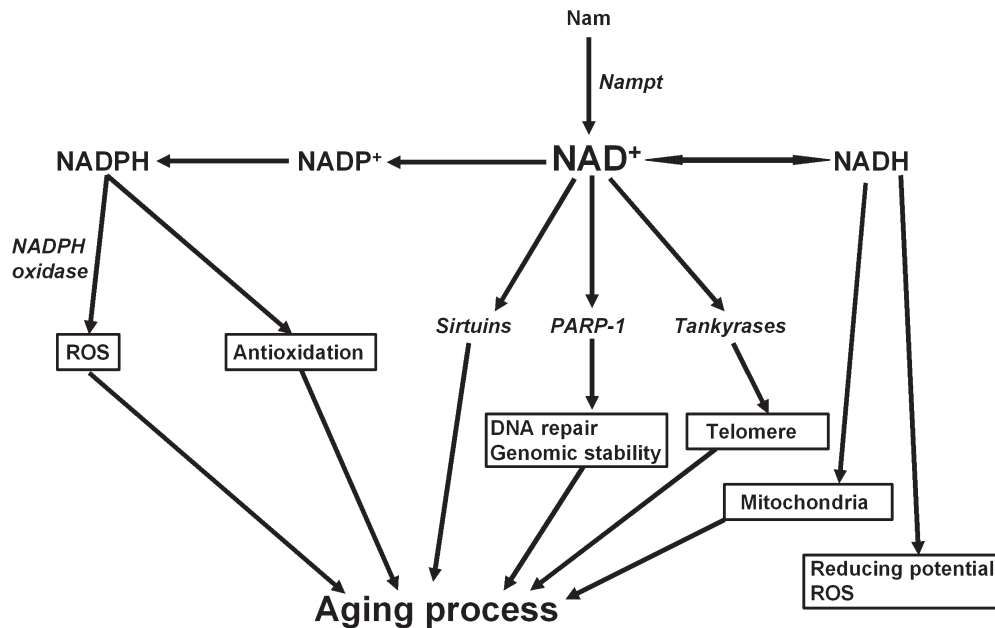 Nam
Nampt
NADPH
NADP+
NAD+
NADH
NADPH
oxidase
Sirtuins
PARP-1
Tankyrases
ROS
Antioxidation
DNA repair
Genomic stability
Telomere
Mitochondria
Reducing potential
ROS
Aging process